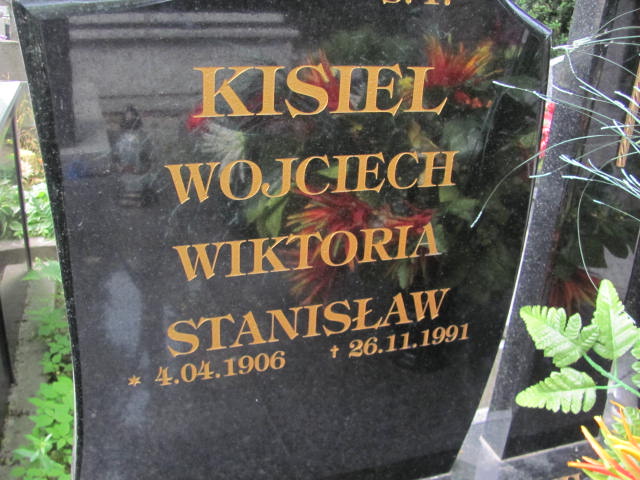 Ś. P.
KISIEL
WOJCIECH
WIKTORIA
STANISŁAW
* 4.04.1906 † 26.11.1991